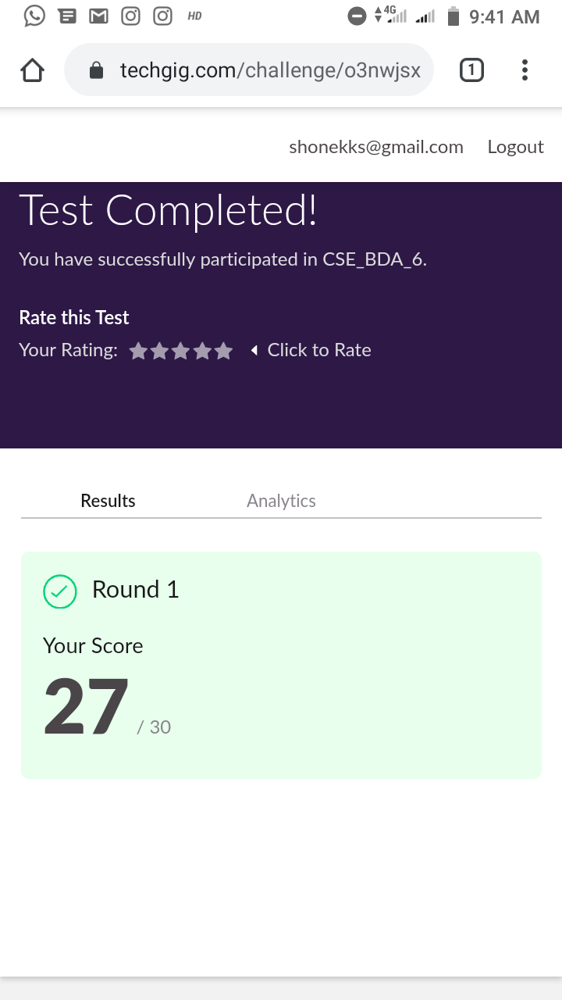 HD 4G 9:41 AM
techgig.com/challenge/o3nwjsx 1
shonekks@gmail.com Logout
Test Completed!
You have successfully participated in CSE_BDA_6.
Rate this Test
Your Rating: Click to Rate
Results Analytics
Round 1
Your Score
27 / 30